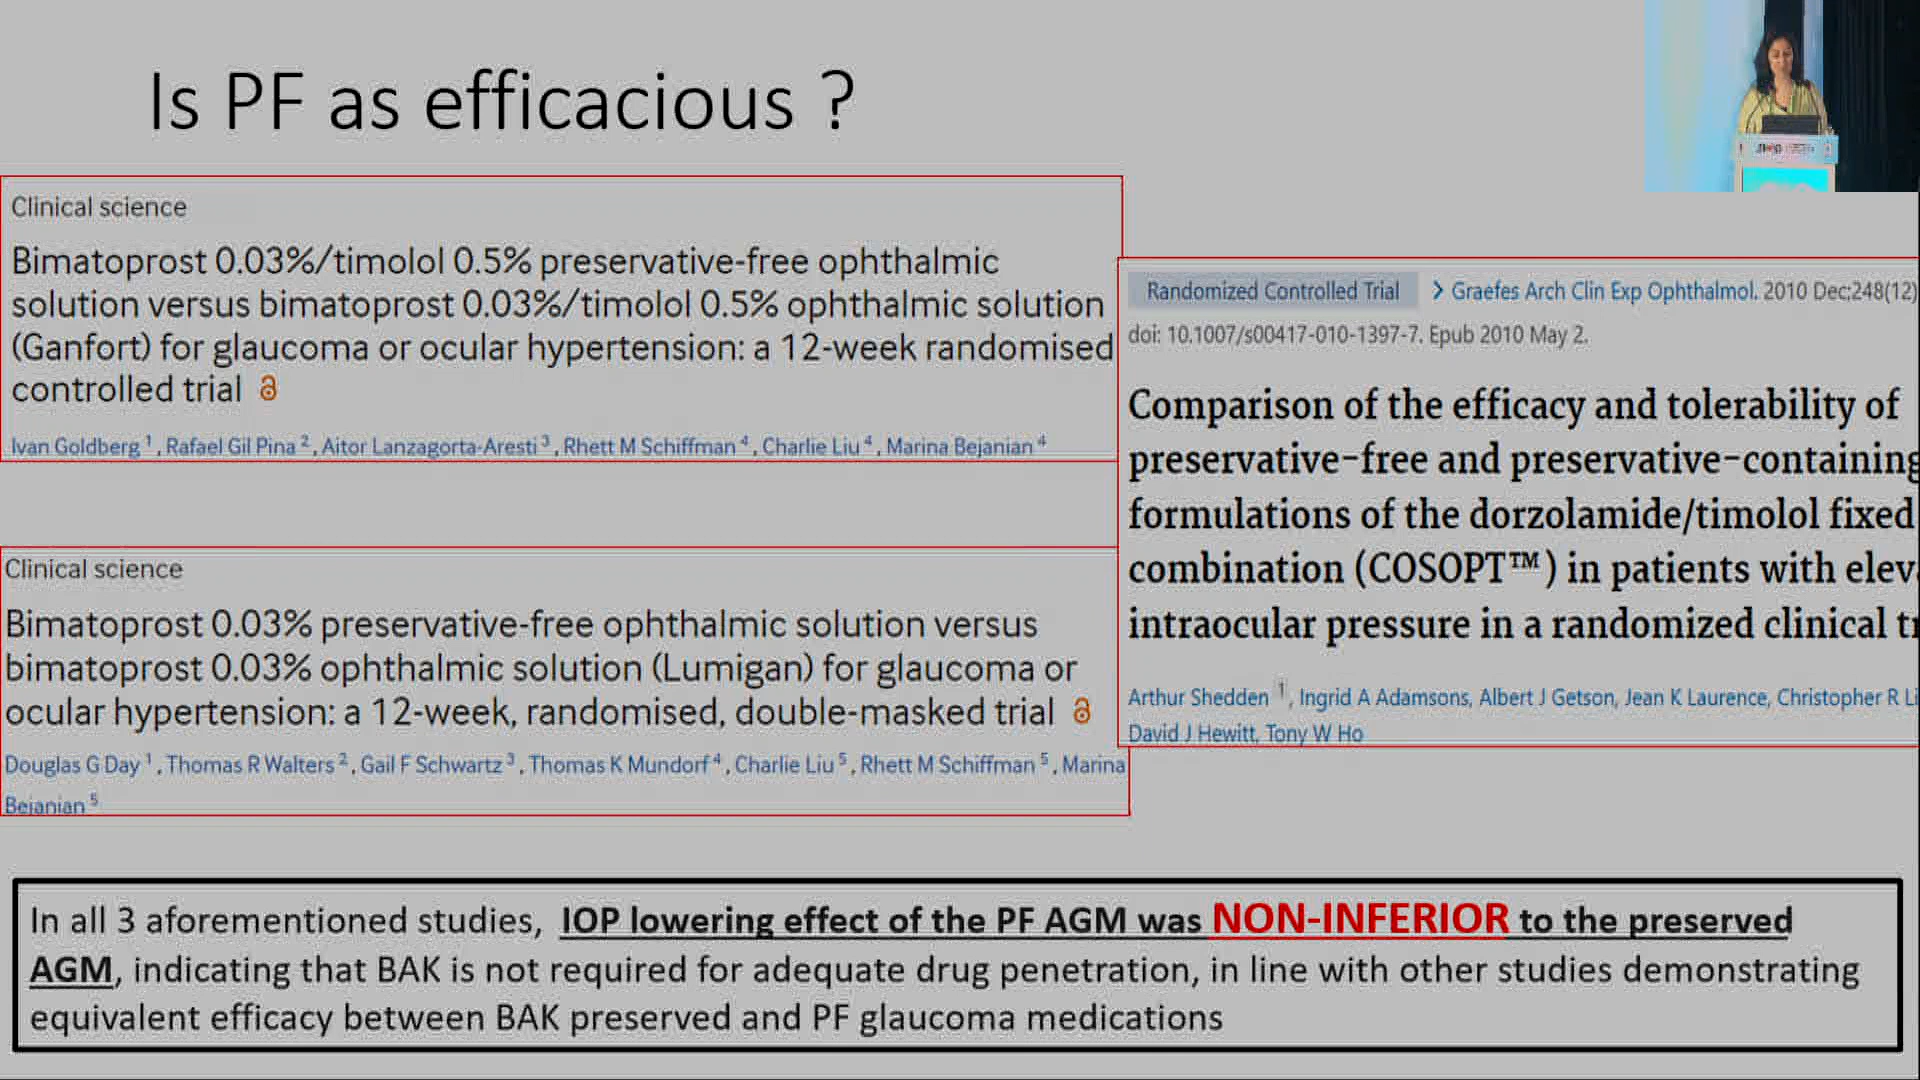 Is PF as efficacious ?
Clinical science
Bimatoprost 0.03%/timolol 0.5% preservative-free ophthalmic
solution versus bimatoprost 0.03%/timolol 0.5% ophthalmic solution
(Ganfort) for glaucoma or ocular hypertension: a 12-week randomised
controlled trial
Ivan Goldberg 1, Rafael Gil Pina 2, Aitor Lanzagorta-Aresti 3, Rhett M Schiffman 4, Charlie Liu 4, Marina Bejanian 4
Clinical science
Bimatoprost 0.03% preservative-free ophthalmic solution versus
bimatoprost 0.03% ophthalmic solution (Lumigan) for glaucoma or
ocular hypertension: a 12-week, randomised, double-masked trial
Douglas G Day 1, Thomas R Walters 2, Gail F Schwartz 3, Thomas K Mundorf 4, Charlie Liu 5, Rhett M Schiffman 5, Marina
Bejanian 5
Randomized Controlled Trial > Graefes Arch Clin Exp Ophthalmol. 2010 Dec;248(12)
doi: 10.1007/s00417-010-1397-7. Epub 2010 May 2.
Comparison of the efficacy and tolerability of
preservative-free and preservative-containing
formulations of the dorzolamide/timolol fixed
combination (COSOPT™) in patients with elev
intraocular pressure in a randomized clinical tr
Arthur Shedden 1, Ingrid A Adamsons, Albert J Getson, Jean K Laurence, Christopher R Li
David J Hewitt, Tony W Ho
In all 3 aforementioned studies, IOP lowering effect of the PF AGM was NON-INFERIOR to the preserved
AGM, indicating that BAK is not required for adequate drug penetration, in line with other studies demonstrating
equivalent efficacy between BAK preserved and PF glaucoma medications